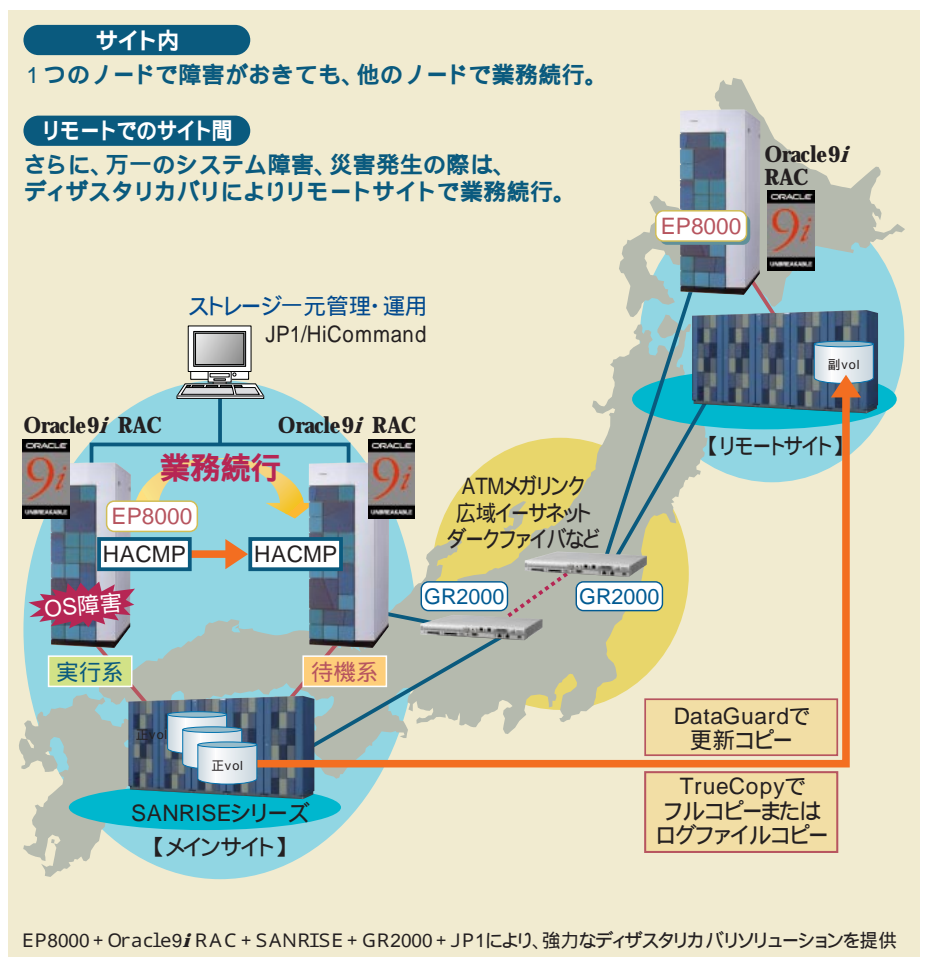 サイト内
1つのノードで障害がおきても、他のノードで業務続行。
リモートでのサイト間
さらに、万一のシステム障害、災害発生の際は、
ディザスタリカバリによりリモートサイトで業務続行。
Oracle9i
RAC
ORACLE
9i
UNBREAKABLE
EP8000
副vol
【リモートサイト】
ストレージ一元管理・運用
JP1/HiCommand
Oracle9i RAC
ORACLE
9i
UNBREAKABLE
Oracle9i RAC
ORACLE
9i
UNBREAKABLE
業務続行
EP8000
HACMP
HACMP
OS障害
実行系
待機系
ATMメガリンク
広域イーサネット
ダークファイバなど
GR2000
GR2000
正vol
正vol
SANRISEシリーズ
【メインサイト】
DataGuardで
更新コピー
TrueCopyで
フルコピーまたは
ログファイルコピー
EP8000+Oracle9i RAC+SANRISE+GR2000+JP1により、強力なディザスタリカバリソリューションを提供